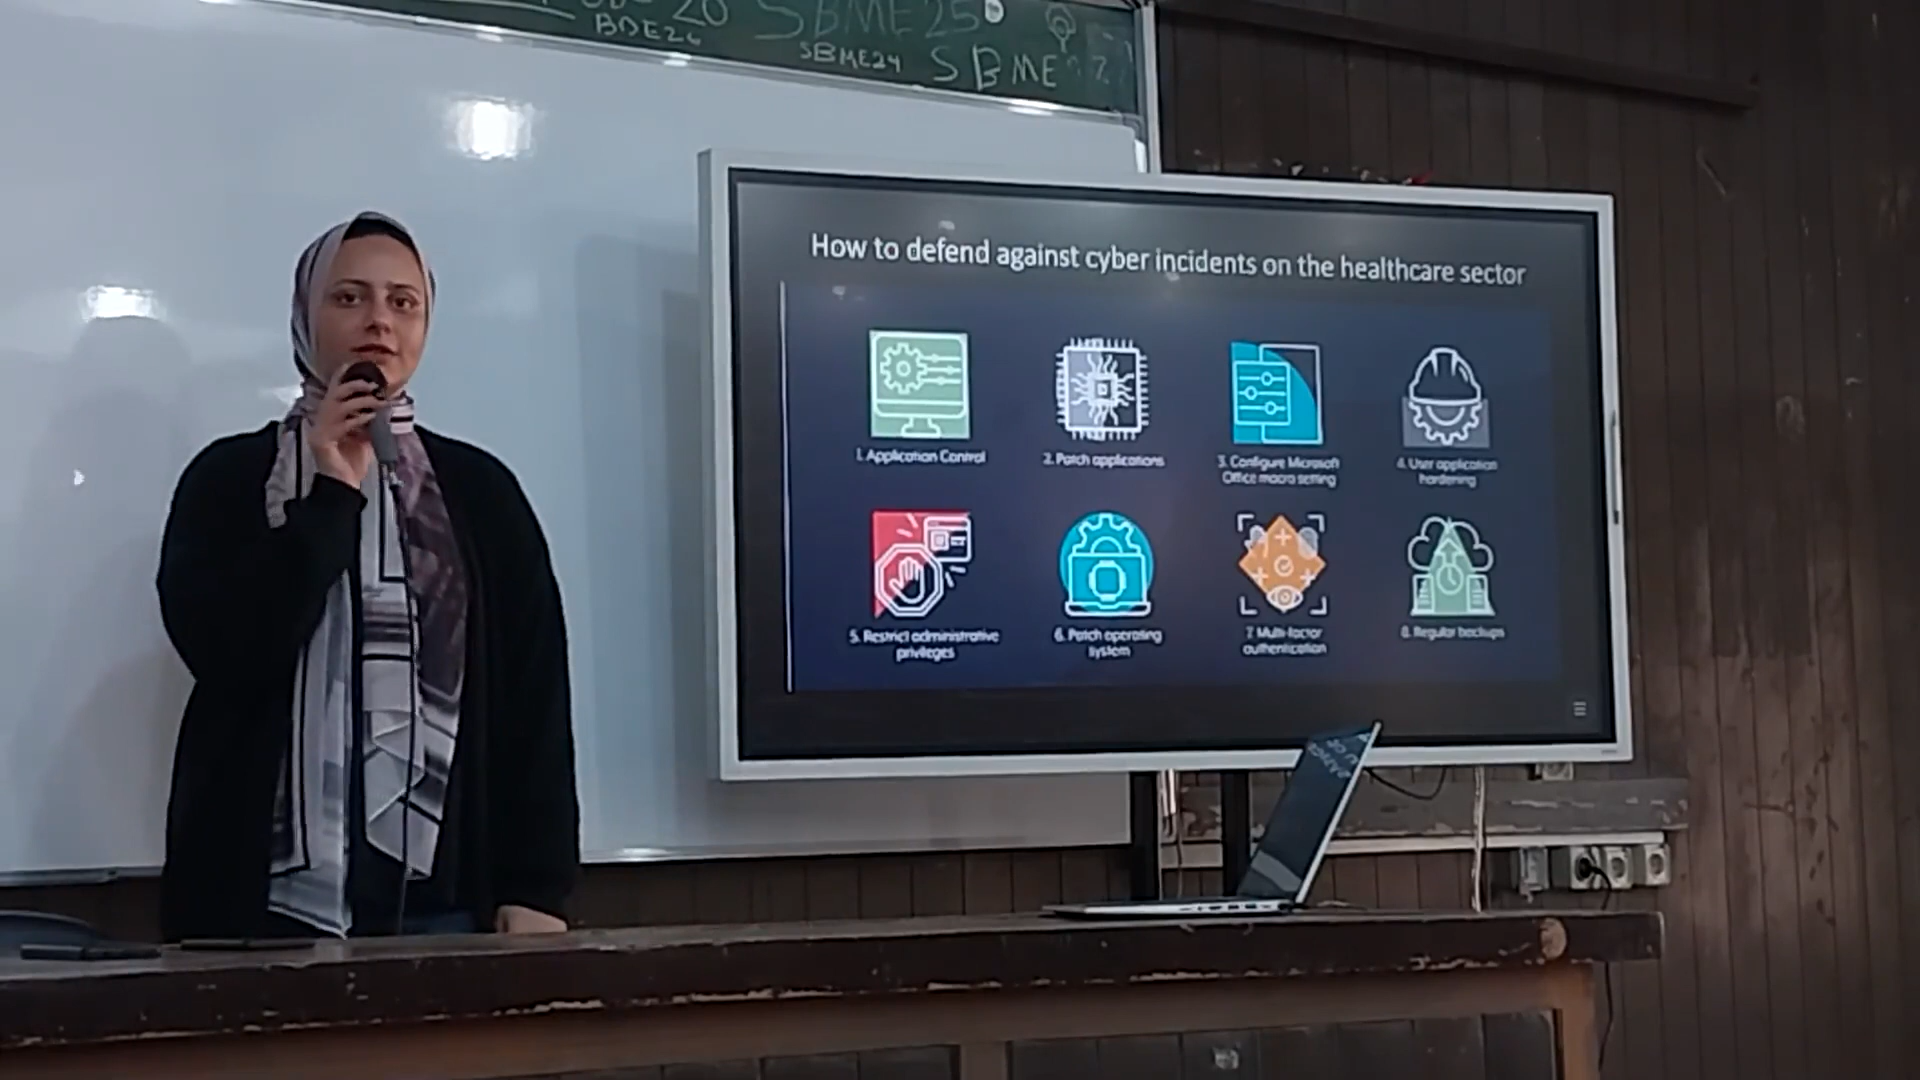 20
SBME25
BDE26
SBME24
SBME
How to defend against cyber incidents on the healthcare sector
1. Application Control
2. Patch applications
3. Configure Microsoft
Office macro setting
4. User application
hardening
5. Restrict administrative
privileges
6. Patch operating
system
7. Multi-factor
authentication
8. Regular backups